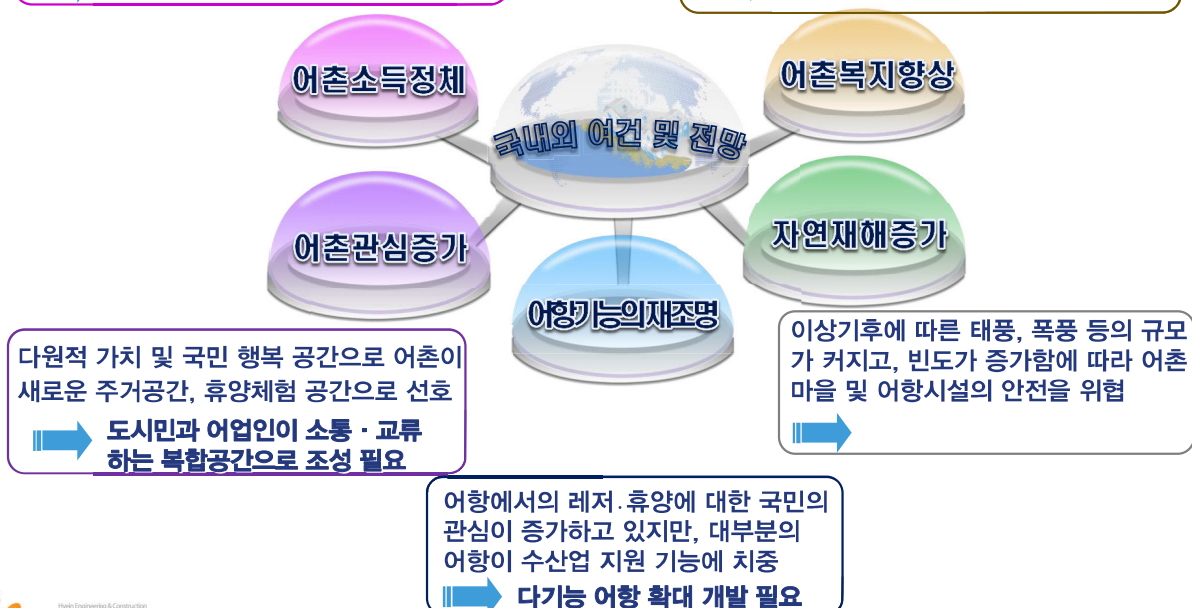 어촌소득정체
어촌복지향상
국내외 여건 및 전망
어촌관심증가
자연재해증가
어항기능의재조명
다원적 가치 및 국민 행복 공간으로 어촌이
새로운 주거공간, 휴양체험 공간으로 선호
도시민과 어업인이 소통 · 교류
하는 복합공간으로 조성 필요
이상기후에 따른 태풍, 폭풍 등의 규모
가 커지고, 빈도가 증가함에 따라 어촌
마을 및 어항시설의 안전을 위협
어항에서의 레저.휴양에 대한 국민의
관심이 증가하고 있지만, 대부분의
어항이 수산업 지원 기능에 치중
다기능 어항 확대 개발 필요
Engineering & Construction